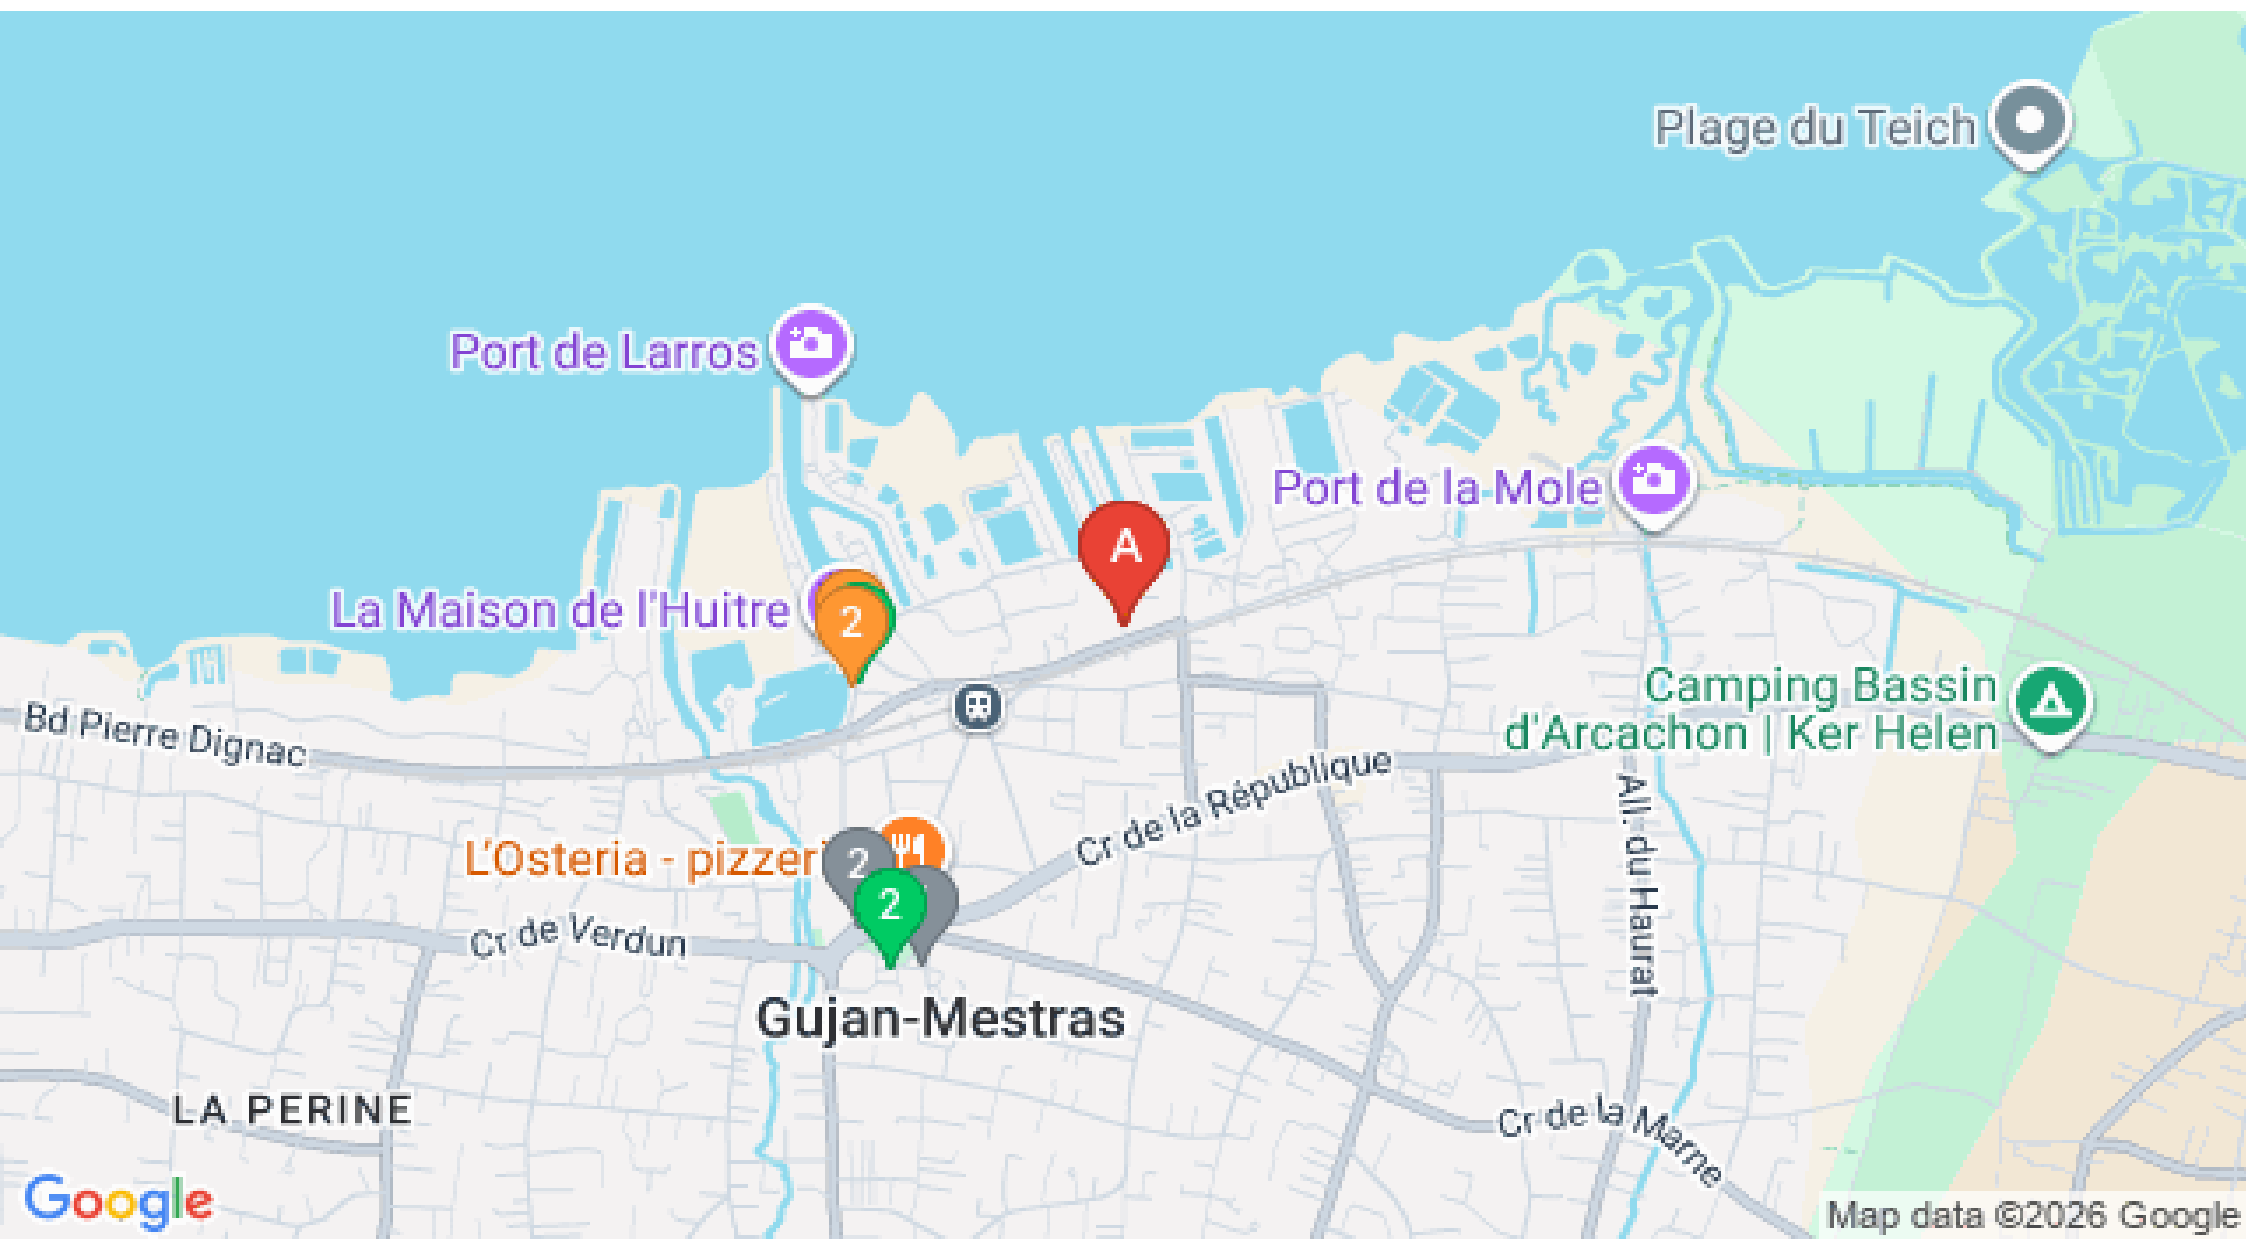 Plage du Teich
Port de Larros
Port de la Mole
A
La Maison de l'Huitre
2
Camping Bassin
d'Arcachon | Ker Helen
Bd Pierre Dignac
Cr de la République
All. du Haurat
L'Osteria - pizzeri
2
2
Cr de Verdun
Gujan-Mestras
LA PERINE
Cr de la Marne
Google
Map data ©2026 Google